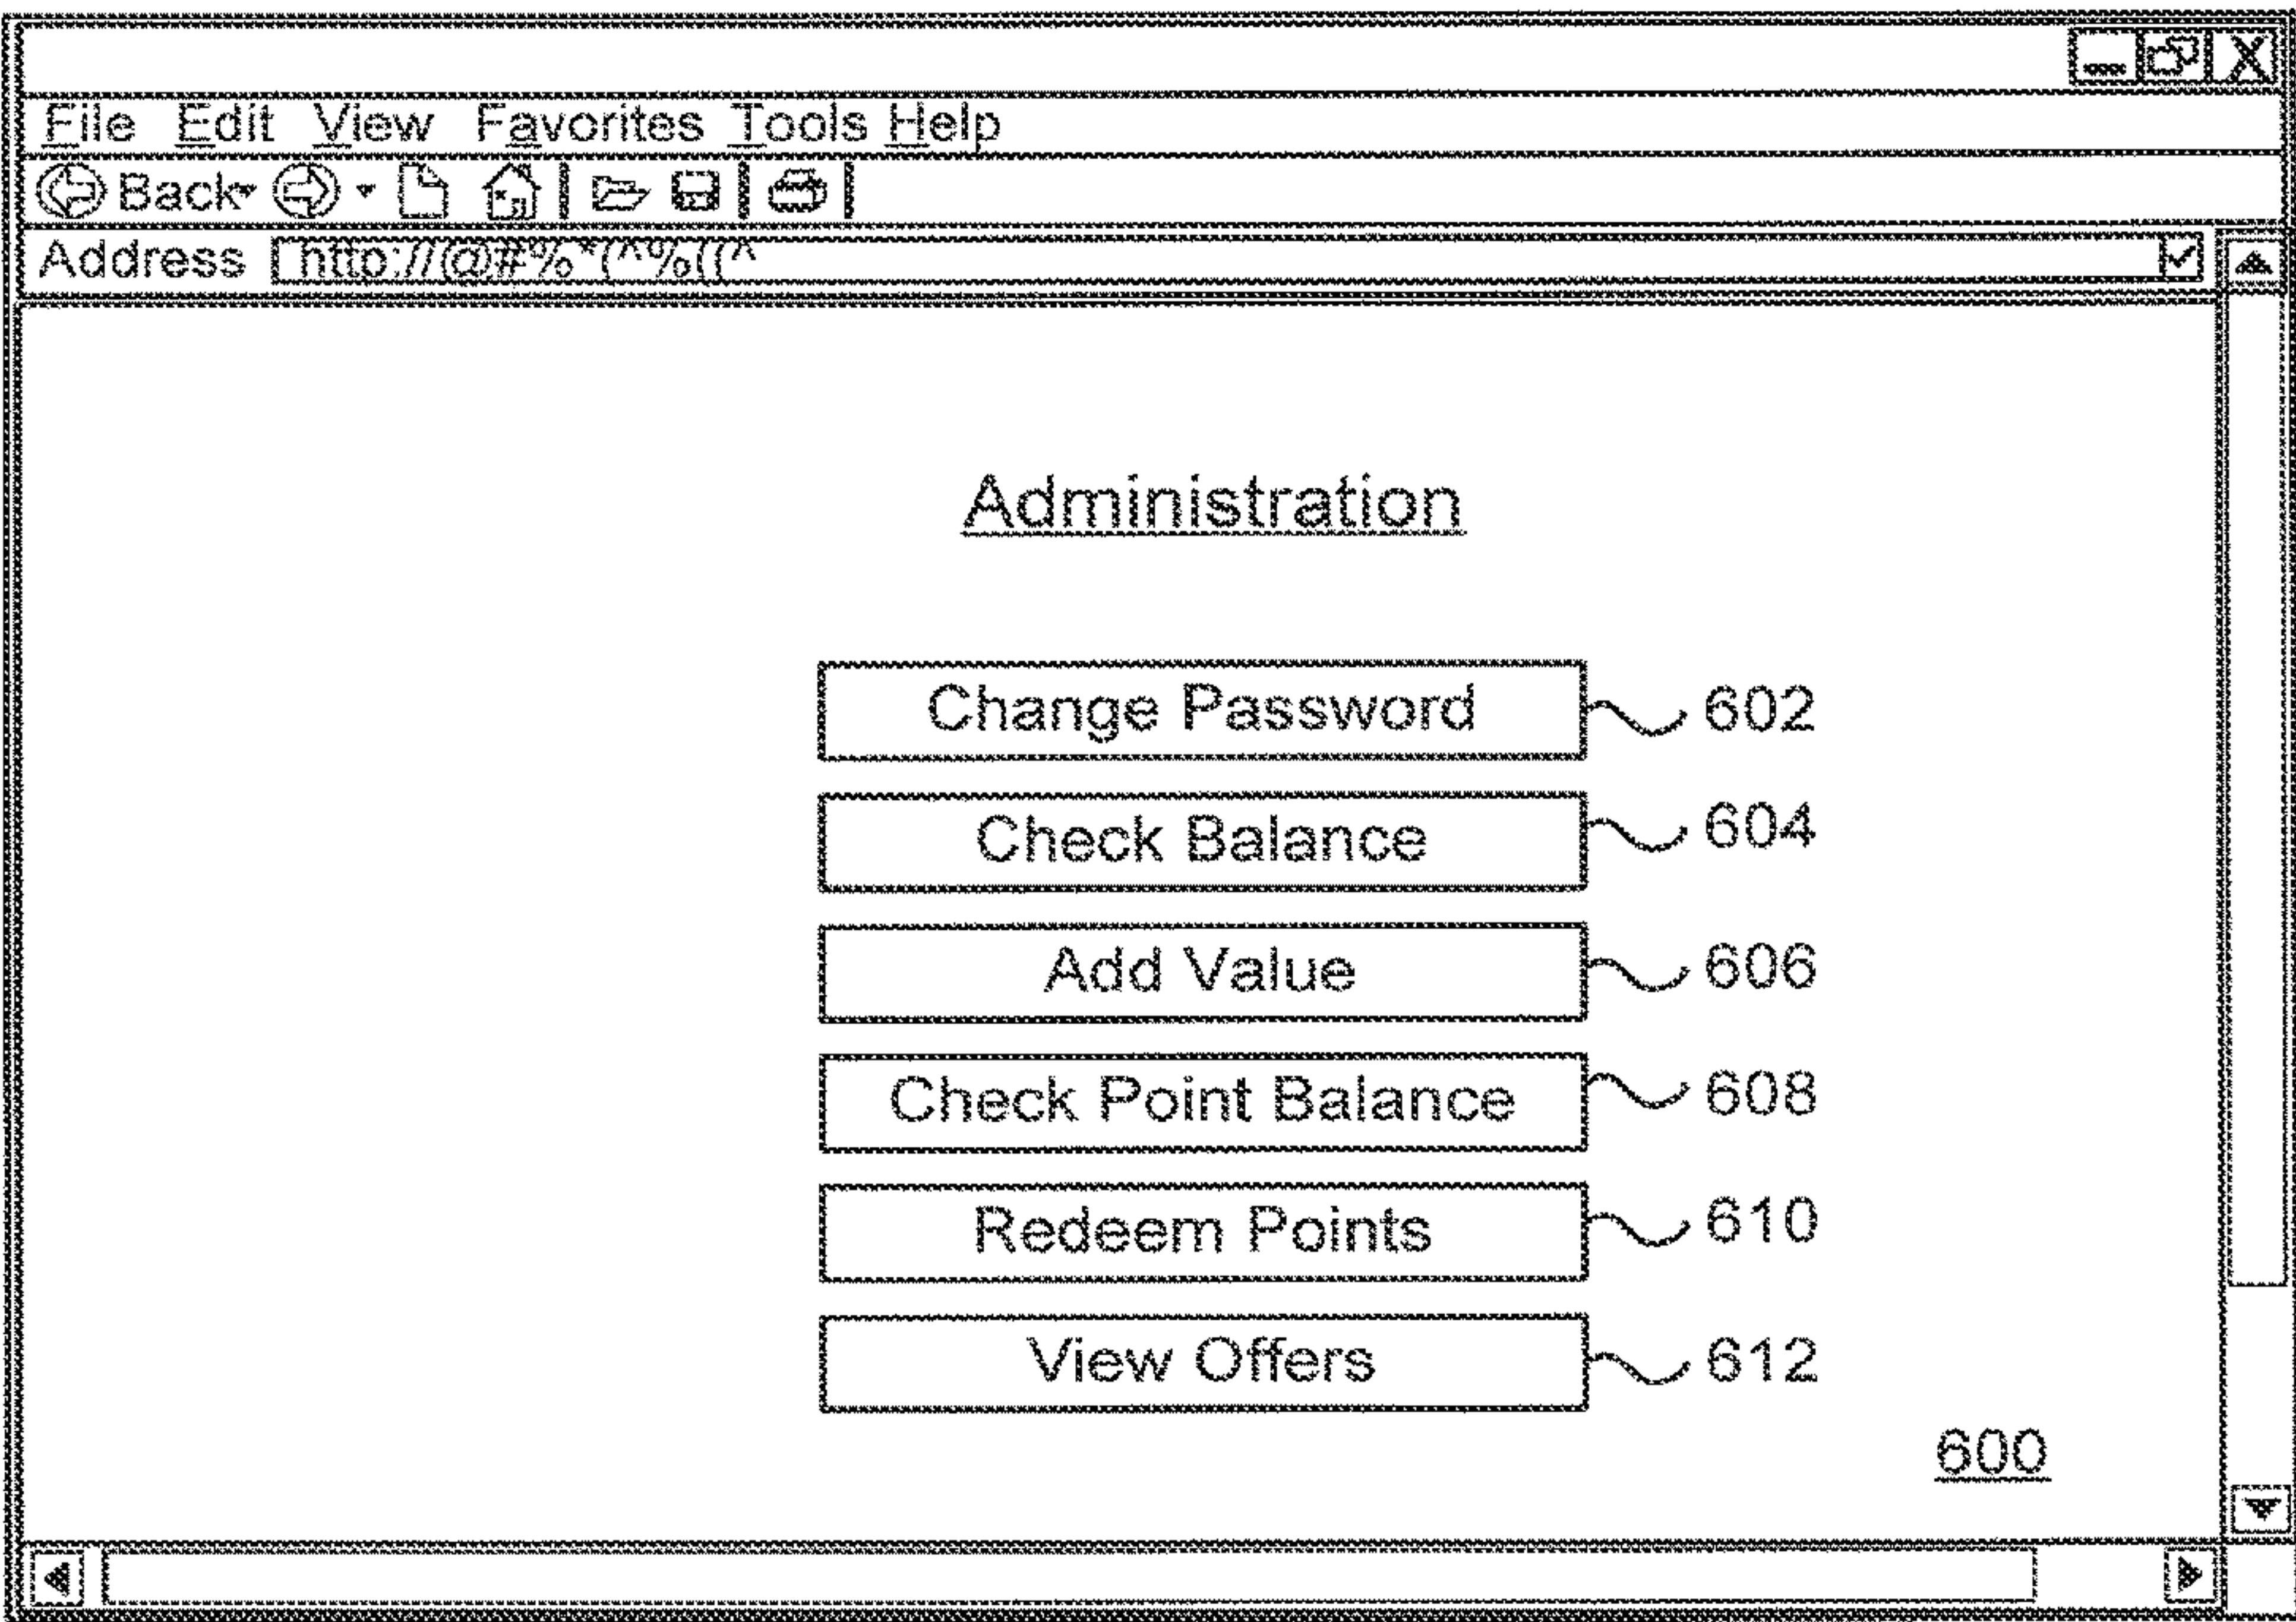 File Edit View Favorites Tools Help
Back
Address http://@#%*(^%((^
Administration
Change Password 602
Check Balance 604
Add Value 606
Check Point Balance 608
Redeem Points 610
View Offers 612
600